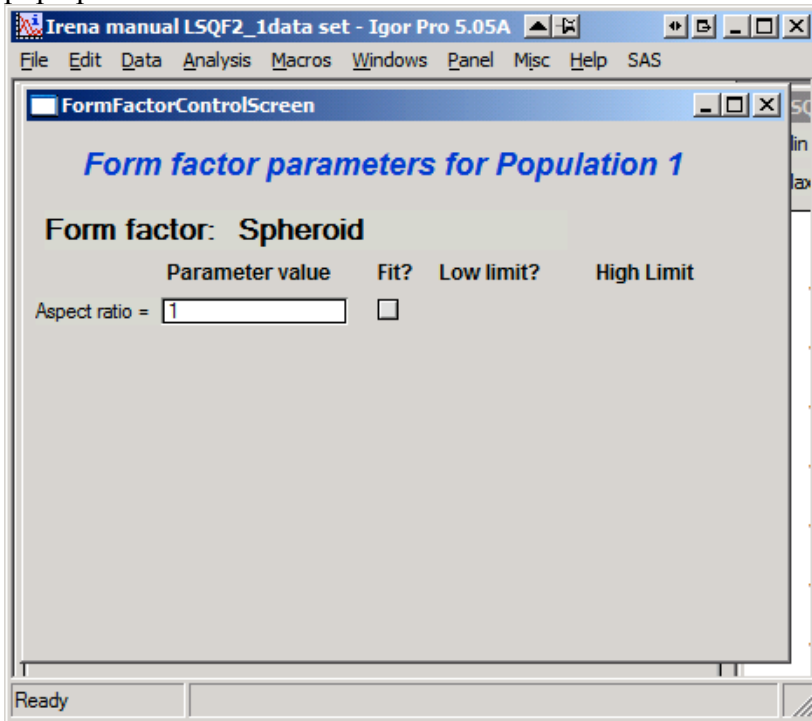 Irena manual LSQF2_1data set - Igor Pro 5.05A
File Edit Data Analysis Macros Windows Panel Misc Help SAS
FormFactorControlScreen
Form factor parameters for Population 1
Form factor: Spheroid
Parameter value Fit? Low limit? High Limit
Aspect ratio = 1
Ready